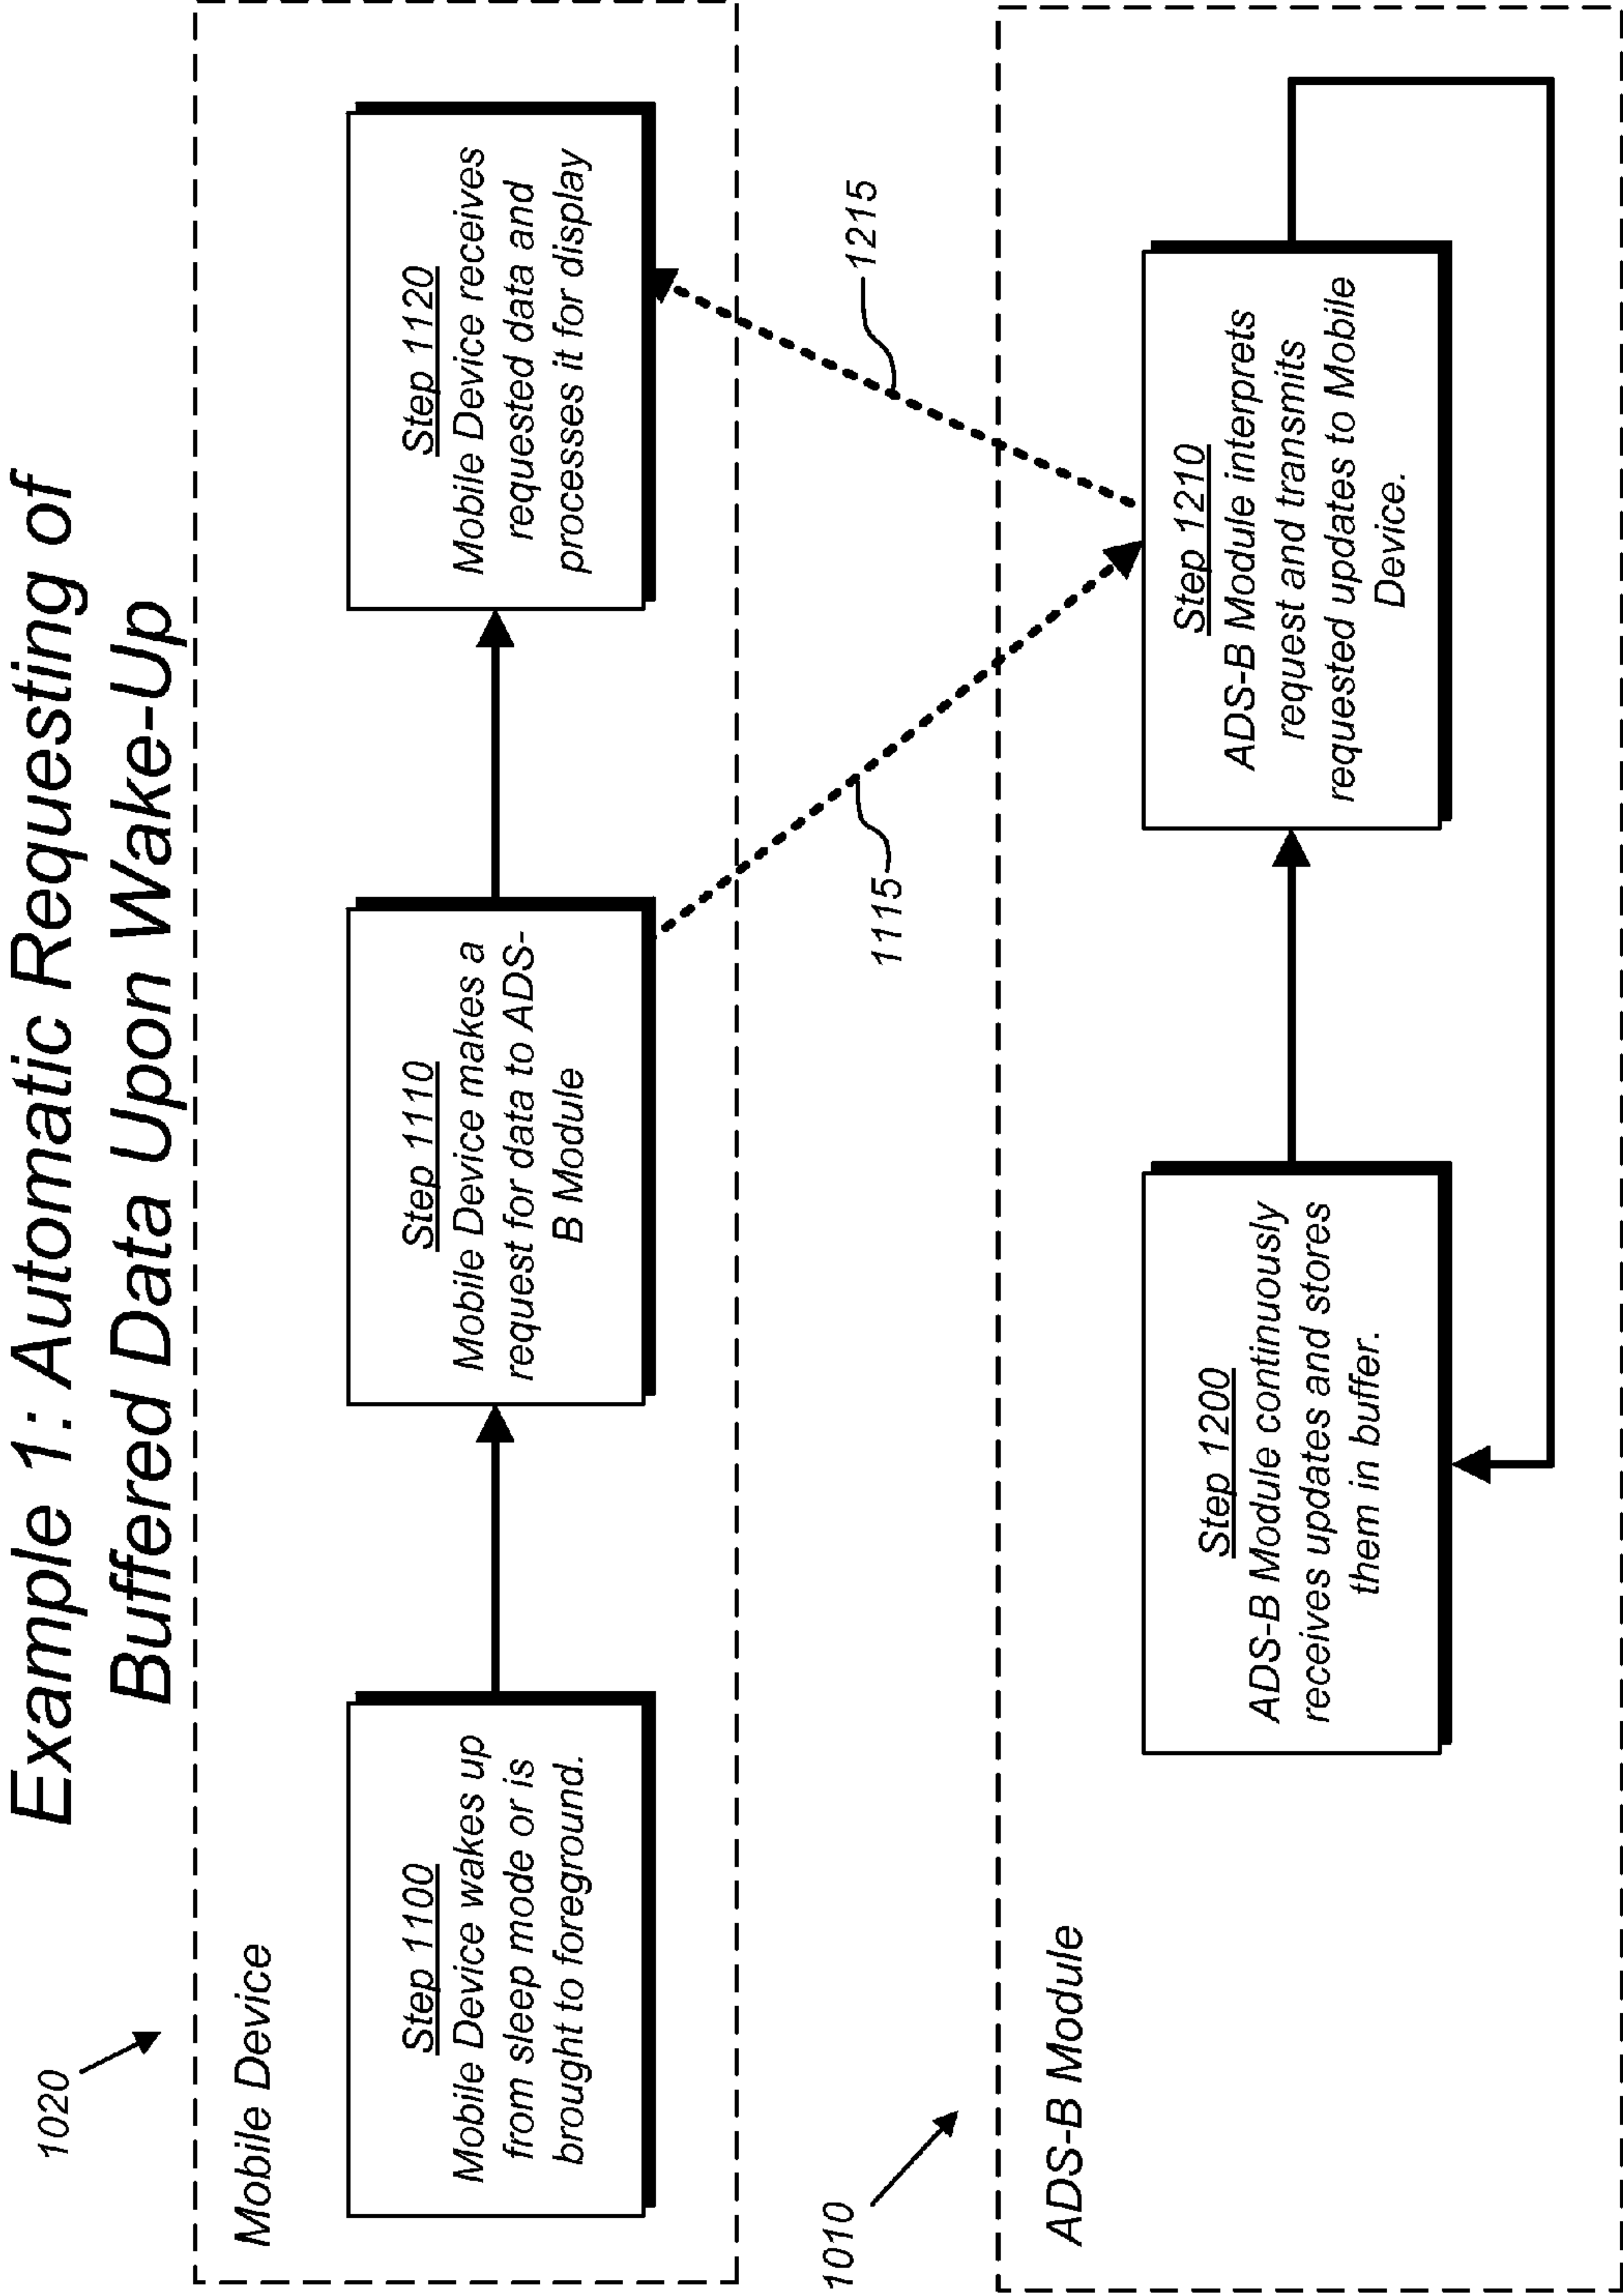 Example 1: Automatic Requesting of
Buffered Data Upon Wake-Up
1020
Mobile Device
Step 1100
Mobile Device wakes up
from sleep mode or is
brought to foreground.
Step 1110
Mobile Device makes a
request for data to ADS-
B Module
Step 1120
Mobile Device receives
requested data and
processes it for display
1115
1215
1010
ADS-B Module
Step 1200
ADS-B Module continuously
receives updates and stores
them in buffer.
Step 1210
ADS-B Module interprets
request and transmits
requested updates to Mobile
Device.